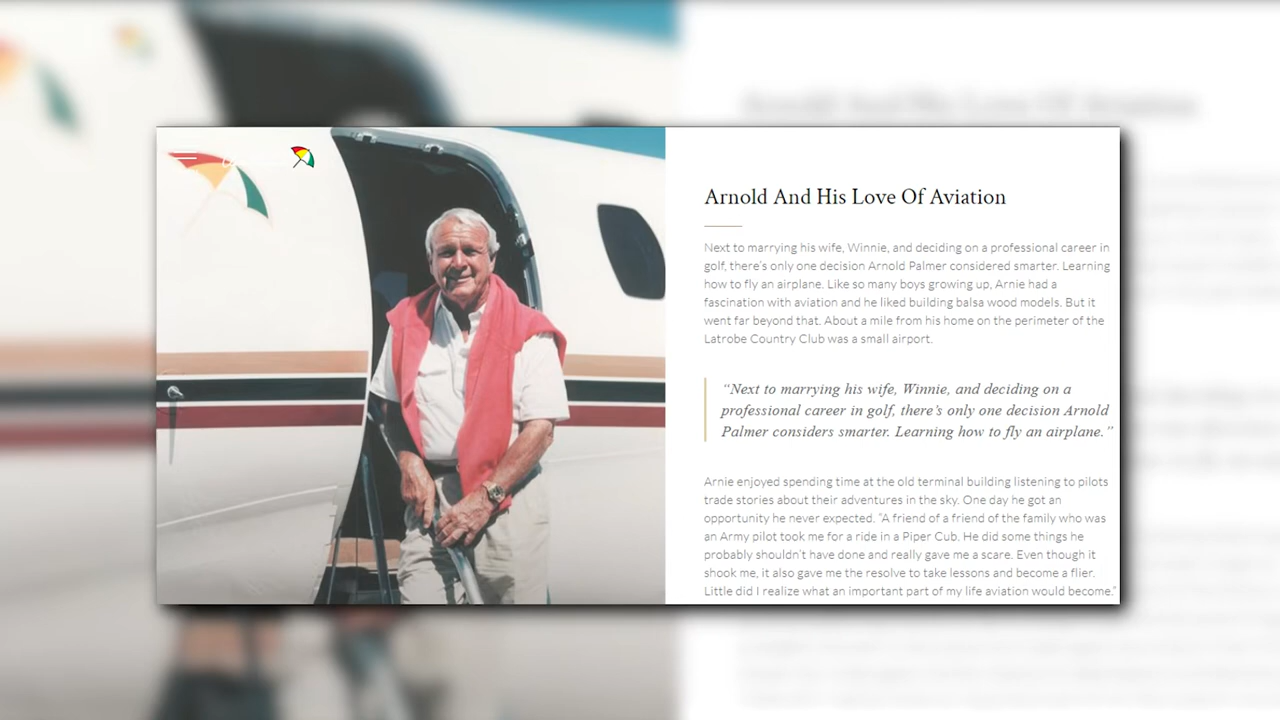 Arnold And His Love Of Aviation
Next to marrying his wife, Winnie, and deciding on a professional career in
golf, there's only one decision Arnold Palmer considered smarter. Learning
how to fly an airplane. Like so many boys growing up, Arnie had a
fascination with aviation and he liked building balsa wood models. But it
went far beyond that. About a mile from his home on the perimeter of the
Latrobe Country Club was a small airport.
“Next to marrying his wife, Winnie, and deciding on a
professional career in golf, there’s only one decision Arnold
Palmer considers smarter. Learning how to fly an airplane.”
Arnie enjoyed spending time at the old terminal building listening to pilots
trade stories about their adventures in the sky. One day he got an
opportunity he never expected. “A friend of a friend of the family who was
an Army pilot took me for a ride in a Piper Cub. He did some things he
probably shouldn’t have done and really gave me a scare. Even though it
shook me, it also gave me the resolve to take lessons and become a flier.
Little did I realize what an important part of my life aviation would become.”